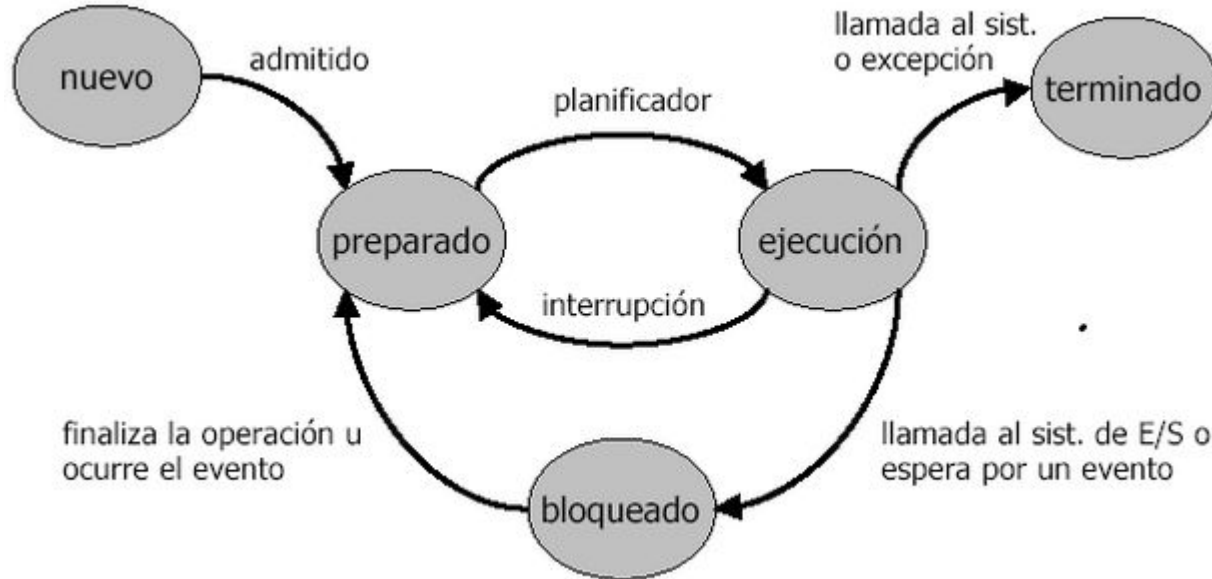 llamada al sist.
o excepción
nuevo
admitido
terminado
planificador
preparado
ejecución
interrupción
finaliza la operación u
ocurre el evento
llamada al sist. de E/S o
espera por un evento
bloqueado